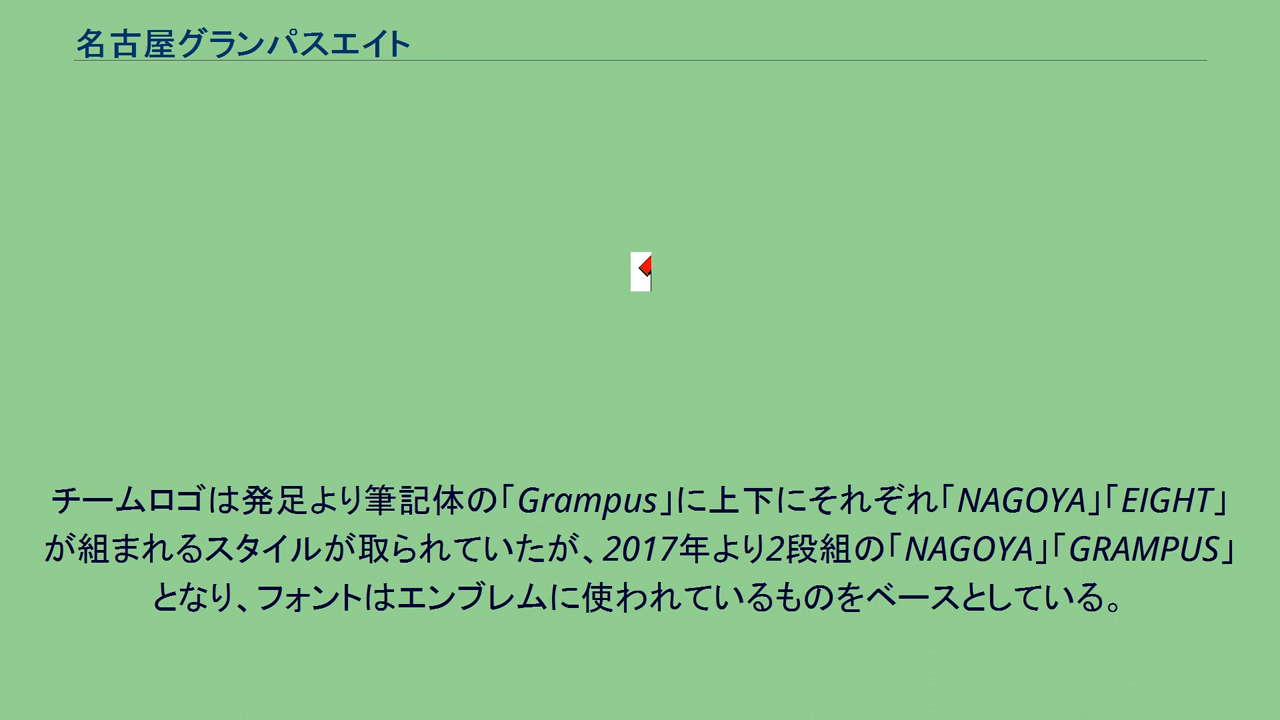 名古屋グランパスエイト
チームロゴは発足より筆記体の｢Grampus｣に上下にそれぞれ｢NAGOYA｣｢EIGHT｣
が組まれるスタイルが取られていたが、2017年より2段組の｢NAGOYA｣｢GRAMPUS｣
となり、フォントはエンブレムに使われているものをベースとしている。